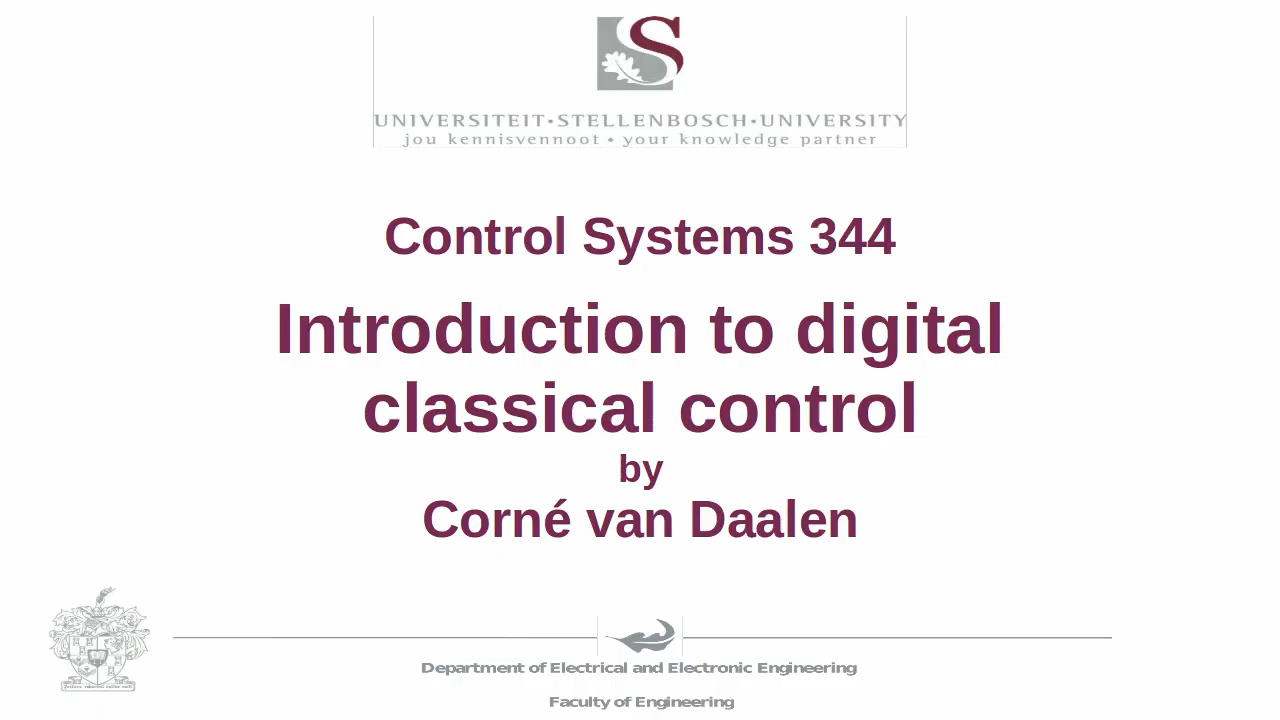 UNIVERSITEIT•STELLENBOSCH•UNIVERSITY
jou kennisvennoot • your knowledge partner
Control Systems 344
Introduction to digital
classical control
by
Corné van Daalen
Department of Electrical and Electronic Engineering
Faculty of Engineering